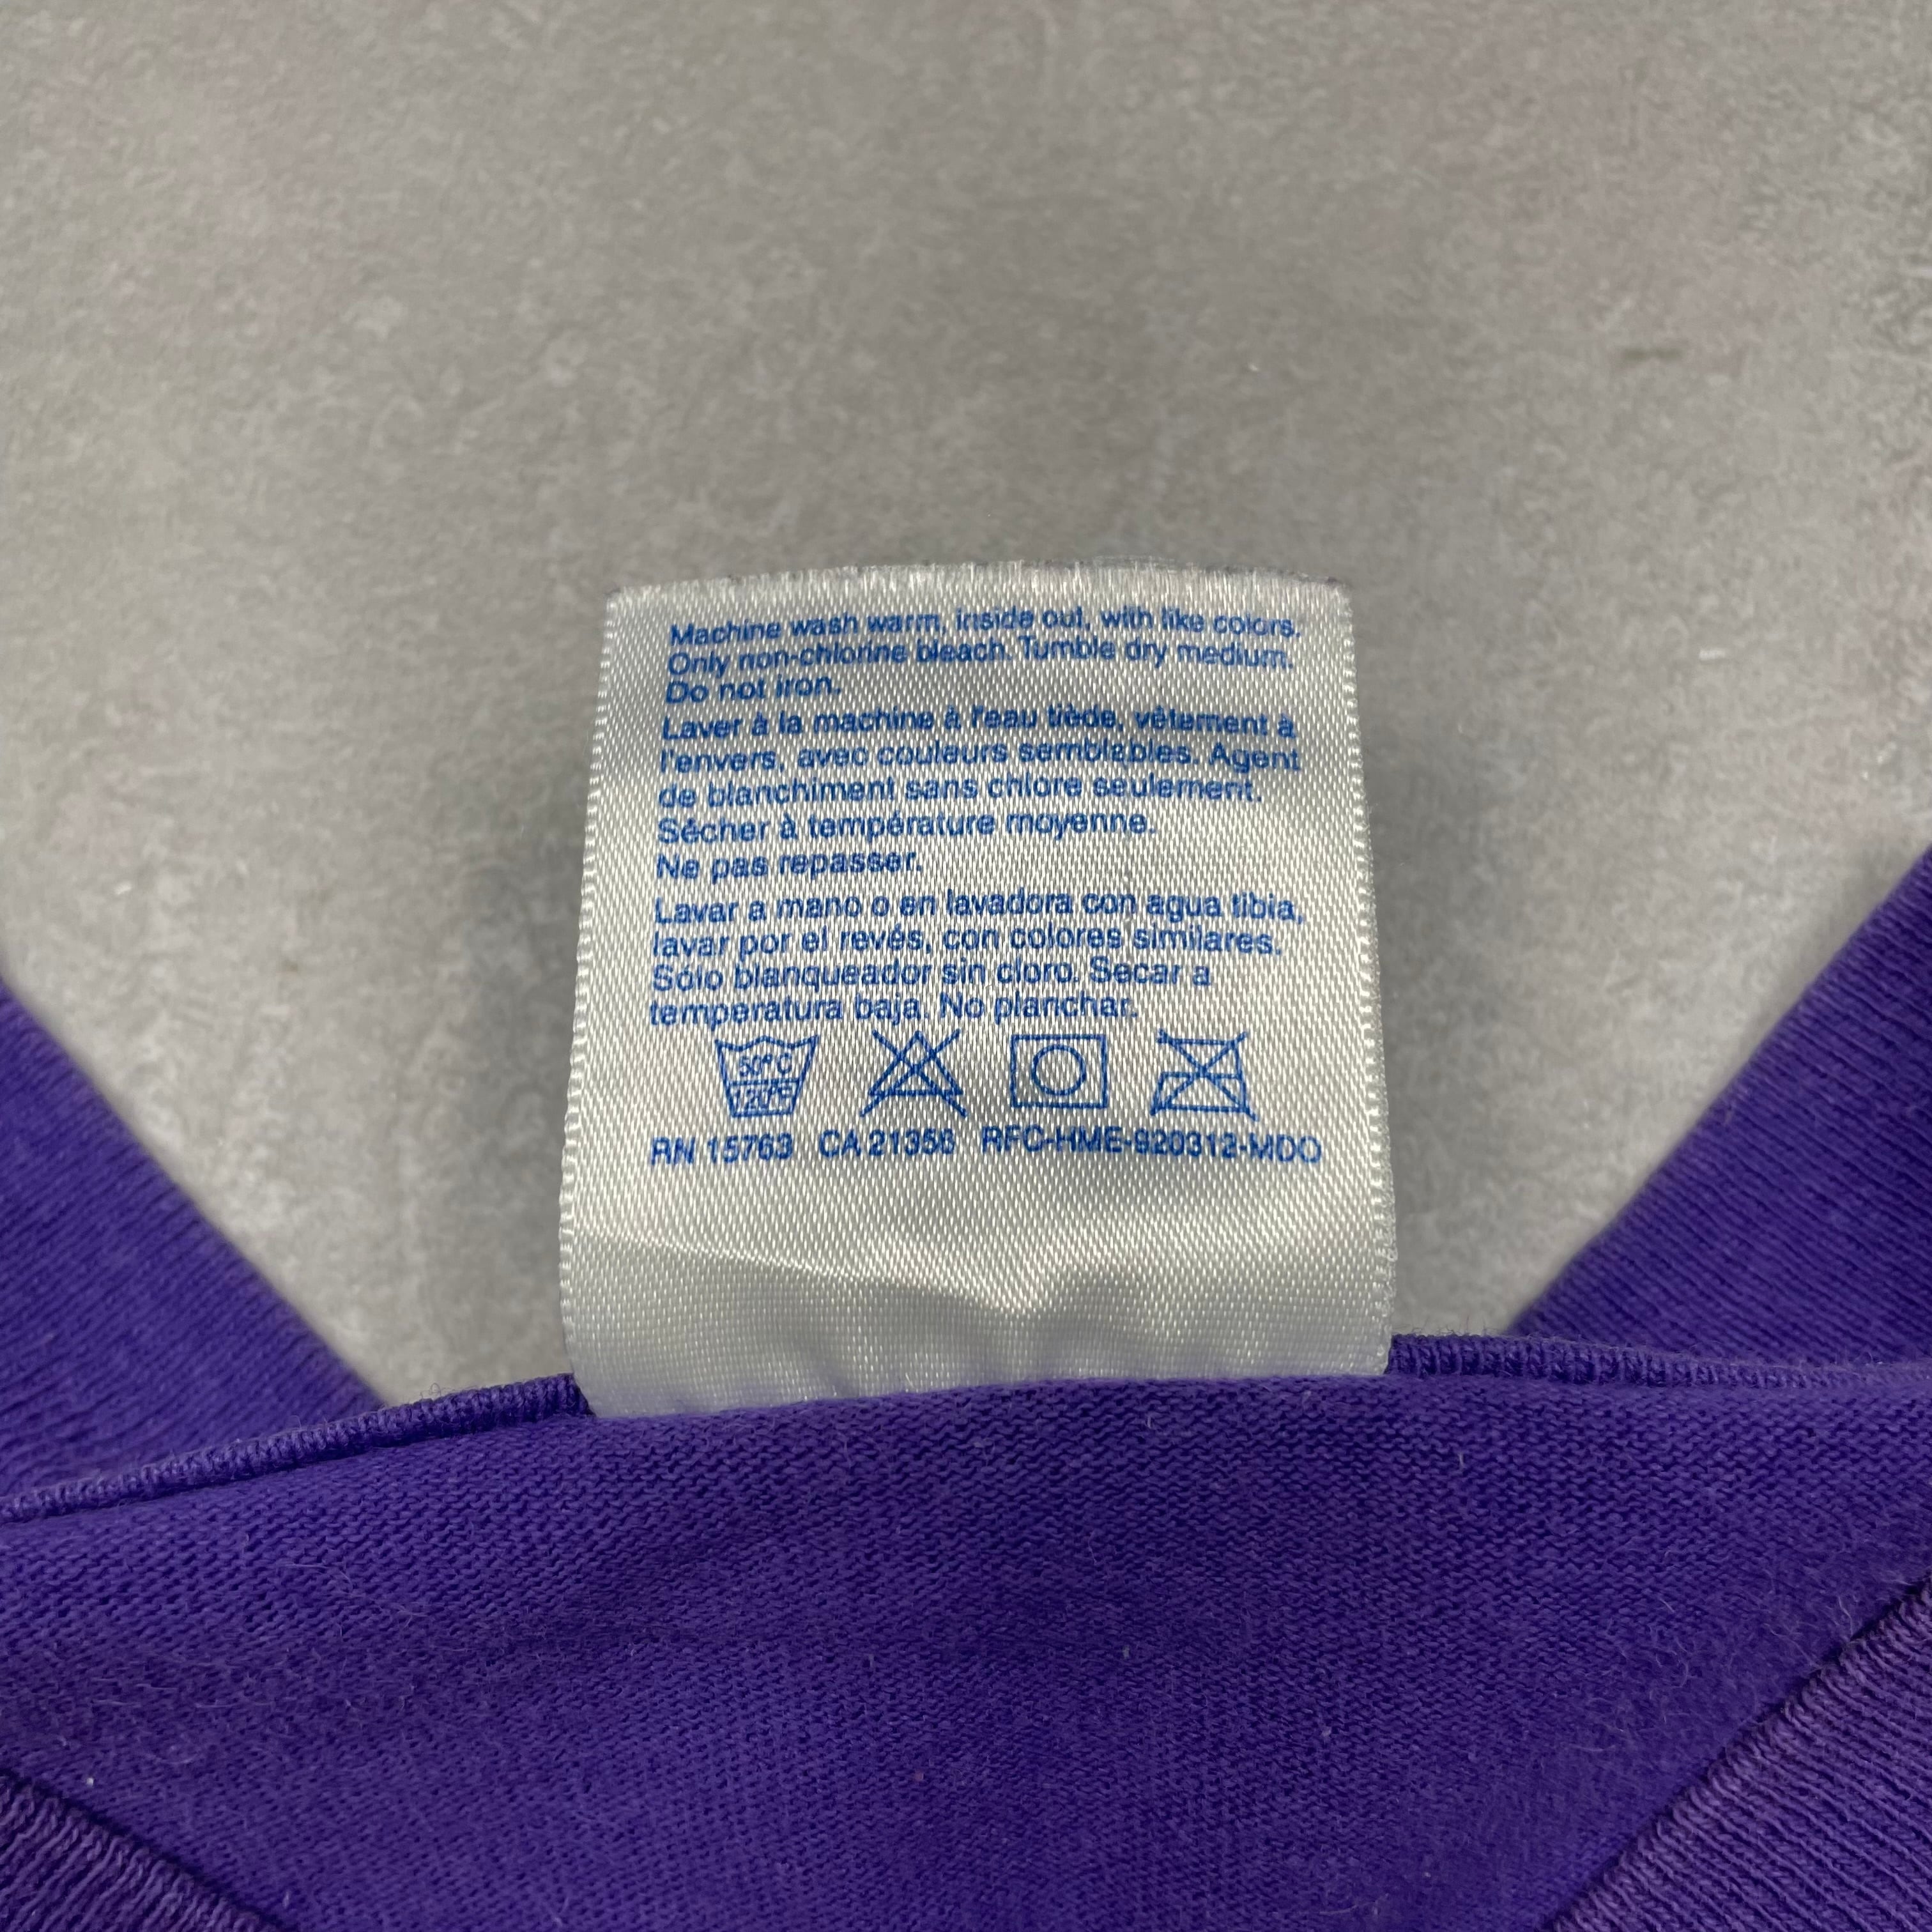 Machine wash warm, inside out, with like colors.
Only non-chlorine bleach. Tumble dry medium.
Do not iron.
Laver à la machine à l'eau tiède, vêtement à
l'envers, avec couleurs semblables. Agent
de blanchiment sans chlore seulement.
Sécher à température moyenne.
Ne pas repasser.
Lavar a mano o en lavadora con agua tibia,
lavar por el revés, con colores similares.
Sólo blanqueador sin cloro. Secar a
temperatura baja. No planchar.
50°C
120°F
RN 15763 CA 21356 RFC-HME-920312-MDO